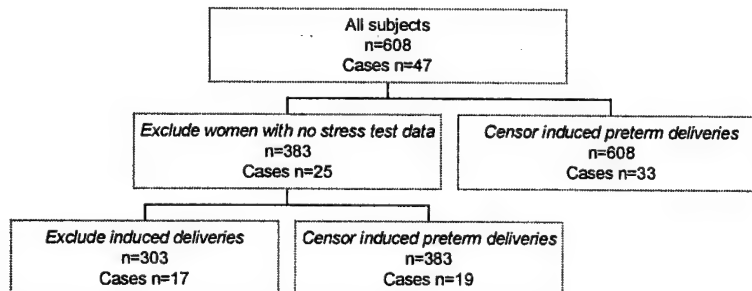 All subjects
n=608
Cases n=47
Exclude women with no stress test data
n=383
Cases n=25
Censor induced preterm deliveries
n=608
Cases n=33
Exclude induced deliveries
n=303
Cases n=17
Censor induced preterm deliveries
n=383
Cases n=19